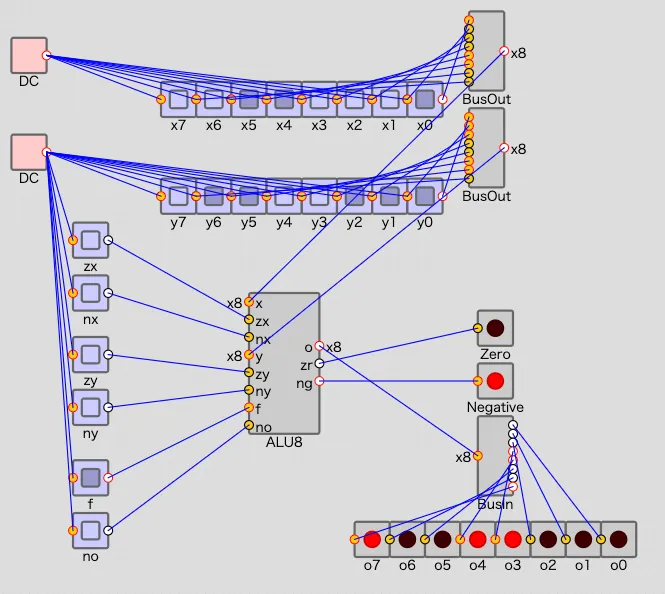 DC
x8
BusOut
x7 x6 x5 x4 x3 x2 x1 x0
DC
x8
BusOut
y7 y6 y5 y4 y3 y2 y1 y0
zx
nx
zy
ny
f
no
x8 x
zx
nx
x8 y
zy
ny
f
no
o x8
zr
ng
ALU8
Zero
Negative
x8
BusIn
o7 o6 o5 o4 o3 o2 o1 o0